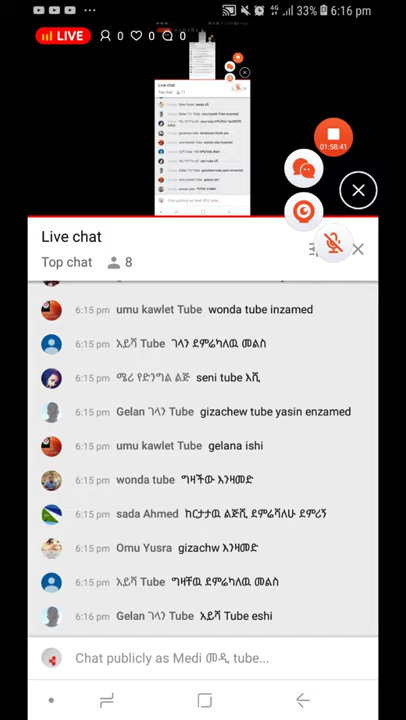 33% 6:16 pm
LIVE 0 0 0
01:58:41
Live chat
Top chat 8
6:15 pm umu kawlet Tube wonda tube inzamed
6:15 pm አይሻ Tube ገላን ደምሬካለዉ መልስ
6:15 pm ሜሪ የድንግል ልጅ seni tube እሺ
6:15 pm Gelan ገላን Tube gizachew tube yasin enzamed
6:15 pm umu kawlet Tube gelana ishi
6:15 pm wonda tube ግዛችው እንዛመድ
6:15 pm sada Ahmed ከርታታዉ ልጅሺ ደምሬሻለሁ ደምሪኝ
6:15 pm Omu Yusra gizachw እንዛመድ
6:15 pm አይሻ Tube ግዛቸዉ ደምሬካለዉ መልስ
6:16 pm Gelan ገላን Tube አይሻ Tube eshi
Chat publicly as Medi መዲ tube...